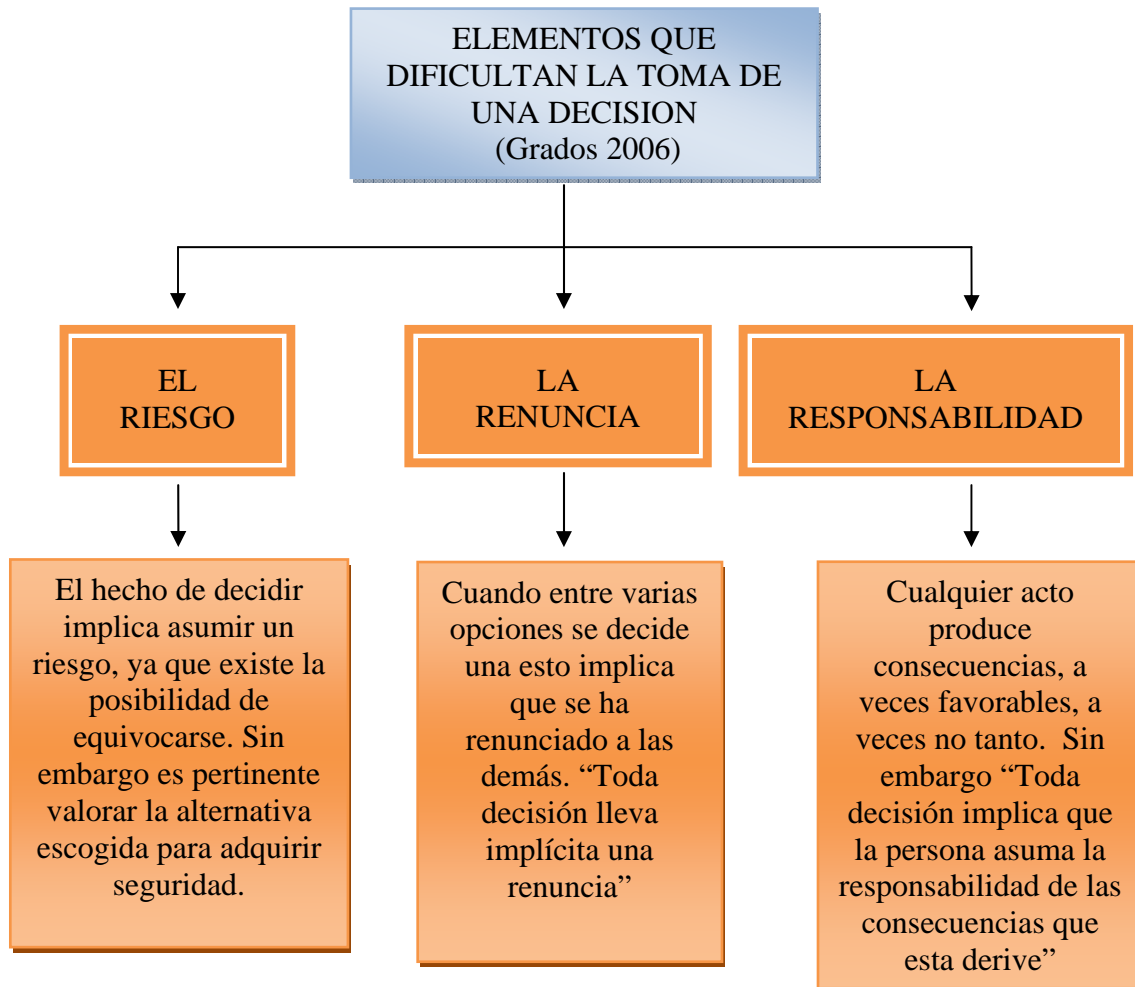 ELEMENTOS QUE
DIFICULTAN LA TOMA DE
UNA DECISION
(Grados 2006)
EL
RIESGO
LA
RENUNCIA
LA
RESPONSABILIDAD
El hecho de decidir
implica asumir un
riesgo, ya que existe la
posibilidad de
equivocarse. Sin
embargo es pertinente
valorar la alternativa
escogida para adquirir
seguridad.
Cuando entre varias
opciones se decide
una esto implica
que se ha
renunciado a las
demás. “Toda
decisión lleva
implícita una
renuncia”
Cualquier acto
produce
consecuencias, a
veces favorables, a
veces no tanto.  Sin
embargo “Toda
decisión implica que
la persona asuma la
responsabilidad de las
consecuencias que
esta derive”